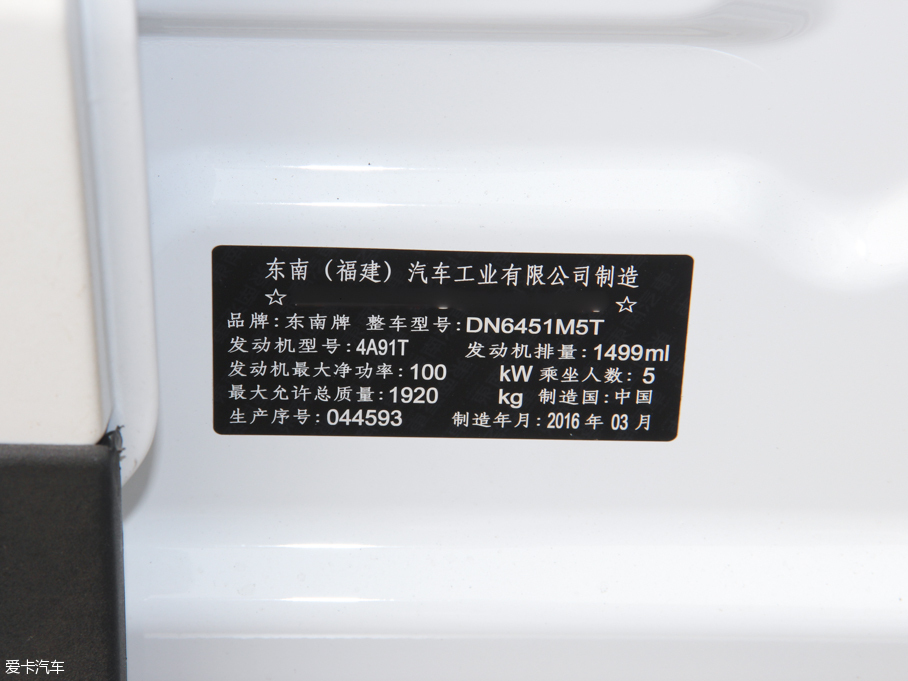 东南（福建）汽车工业有限公司制造
☆ ☆
品牌:东南牌 整车型号:DN6451M5T
发动机型号:4A91T 发动机排量:1499ml
发动机最大净功率:100 kW 乘坐人数:5
最大允许总质量:1920 kg 制造国:中国
生产序号:044593 制造年月:2016 年 03 月
爱卡汽车